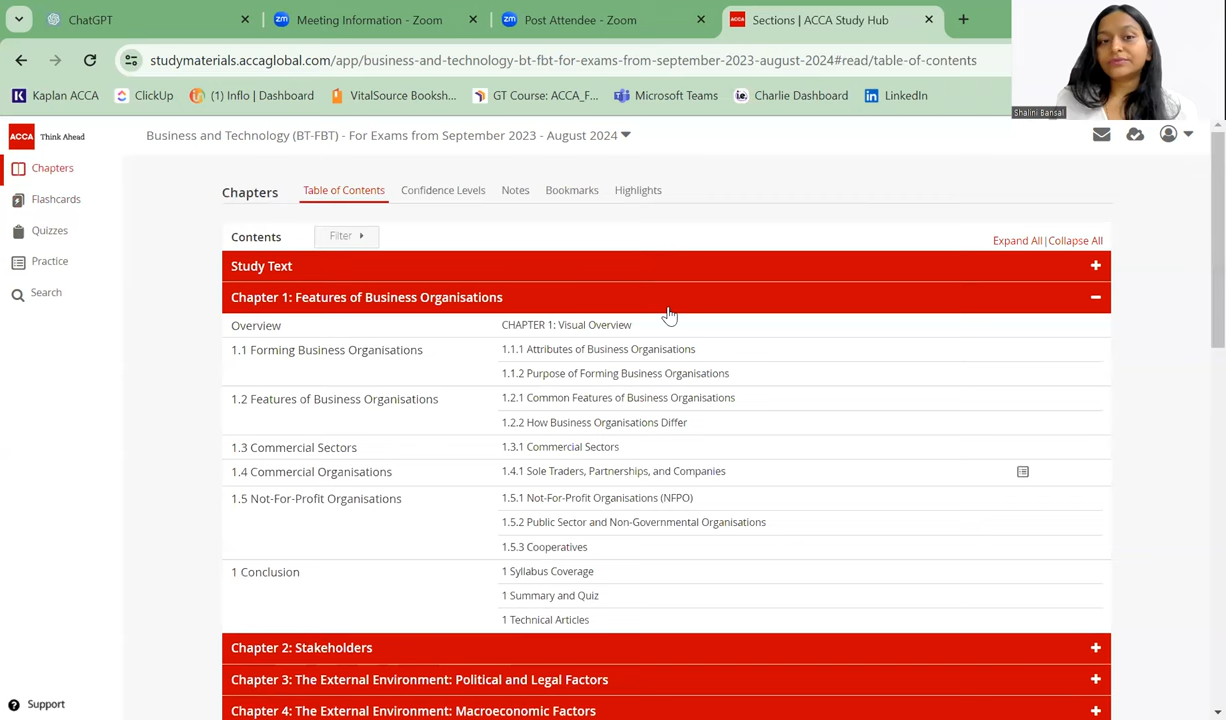 ChatGPT
Meeting Information - Zoom
Post Attendee - Zoom
Sections | ACCA Study Hub
studymaterials.accaglobal.com/app/business-and-technology-bt-fbt-for-exams-from-september-2023-august-2024#read/table-of-contents
Kaplan ACCA
ClickUp
(1) Inflo | Dashboard
VitalSource Booksh...
GT Course: ACCA_F...
Microsoft Teams
Charlie Dashboard
LinkedIn
Shalini Bansal
ACCA Think Ahead
Business and Technology (BT-FBT) - For Exams from September 2023 - August 2024
Chapters
Flashcards
Quizzes
Practice
Search
Chapters
Table of Contents
Confidence Levels
Notes
Bookmarks
Highlights
Contents
Filter
Expand All|Collapse All
Study Text
Chapter 1: Features of Business Organisations
Overview
CHAPTER 1: Visual Overview
1.1 Forming Business Organisations
1.1.1 Attributes of Business Organisations
1.1.2 Purpose of Forming Business Organisations
1.2 Features of Business Organisations
1.2.1 Common Features of Business Organisations
1.2.2 How Business Organisations Differ
1.3 Commercial Sectors
1.3.1 Commercial Sectors
1.4 Commercial Organisations
1.4.1 Sole Traders, Partnerships, and Companies
1.5 Not-For-Profit Organisations
1.5.1 Not-For-Profit Organisations (NFPO)
1.5.2 Public Sector and Non-Governmental Organisations
1.5.3 Cooperatives
1 Conclusion
1 Syllabus Coverage
1 Summary and Quiz
1 Technical Articles
Chapter 2: Stakeholders
Chapter 3: The External Environment: Political and Legal Factors
Chapter 4: The External Environment: Macroeconomic Factors
Support